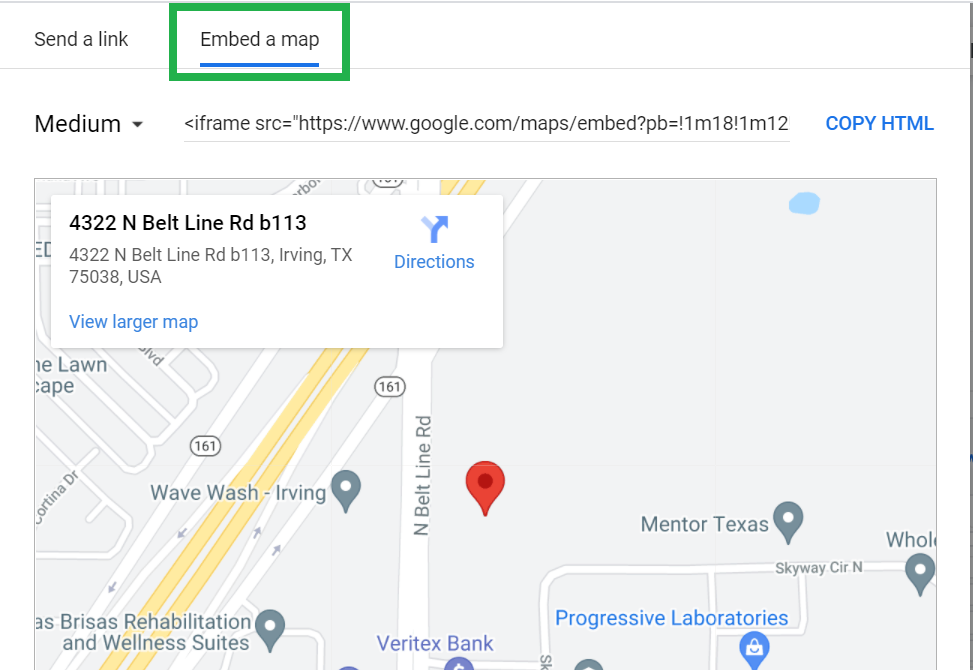 Send a link
Embed a map
Medium
<iframe src="https://www.google.com/maps/embed?pb=!1m18!1m12
COPY HTML
161
4322 N Belt Line Rd b113
4322 N Belt Line Rd b113, Irving, TX
75038, USA
Directions
View larger map
lvd
he Lawn
cape
161
161
N Belt Line Rd
ortina Dr
Wave Wash - Irving
Mentor Texas
Whole
Skyway Cir N
as Brisas Rehabilitation
and Wellness Suites
Progressive Laboratories
Veritex Bank